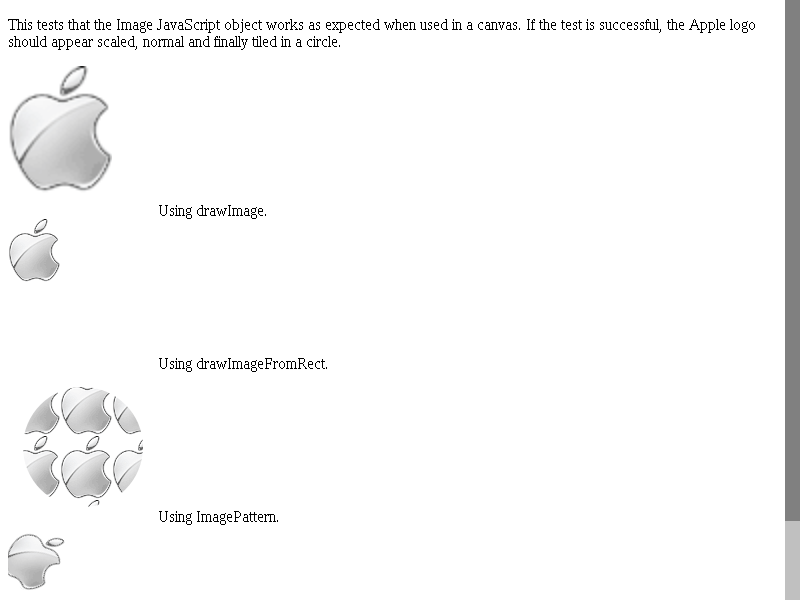 This tests that the Image JavaScript object works as expected when used in a canvas. If the test is successful, the Apple logo
should appear scaled, normal and finally tiled in a circle.
Using drawImage.
Using drawImageFromRect.
Using ImagePattern.